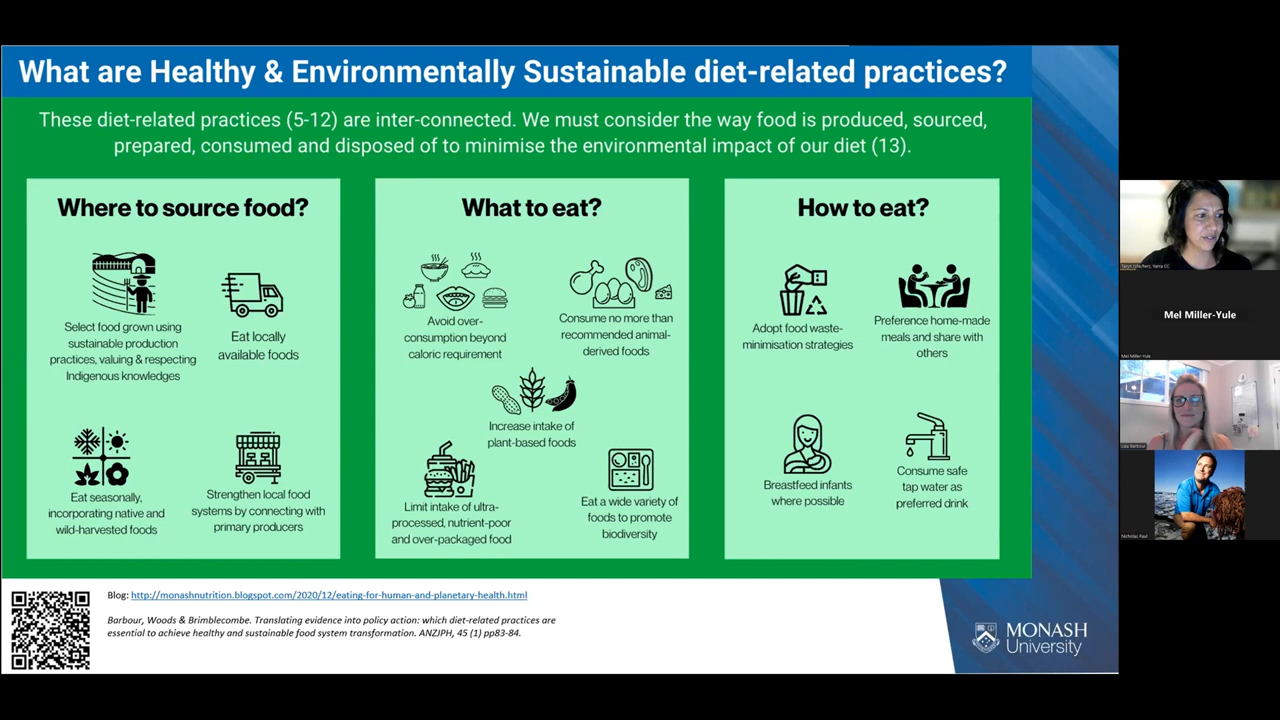 What are Healthy & Environmentally Sustainable diet-related practices?
These diet-related practices (5-12) are inter-connected. We must consider the way food is produced, sourced,
prepared, consumed and disposed of to minimise the environmental impact of our diet (13).
Where to source food?
Select food grown using
sustainable production
practices, valuing & respecting
Indigenous knowledges
Eat locally
available foods
Eat seasonally,
incorporating native and
wild-harvested foods
Strengthen local food
systems by connecting with
primary producers
What to eat?
Avoid over-
consumption beyond
caloric requirement
Consume no more than
recommended animal-
derived foods
Increase intake of
plant-based foods
Limit intake of ultra-
processed, nutrient-poor
and over-packaged food
Eat a wide variety of
foods to promote
biodiversity
How to eat?
Adopt food waste-
minimisation strategies
Preference home-made
meals and share with
others
Breastfeed infants
where possible
Consume safe
tap water as
preferred drink
Blog: http://monashnutrition.blogspot.com/2020/12/eating-for-human-and-planetary-health.html
Barbour, Woods & Brimblecombe. Translating evidence into policy action: which diet-related practices are
essential to achieve healthy and sustainable food system transformation. ANZJPH, 45 (1) pp83-84.
MONASH
University
Mel Miller-Yule
Mel Miller-Yule
Liza Barbour
Nicholas Paul